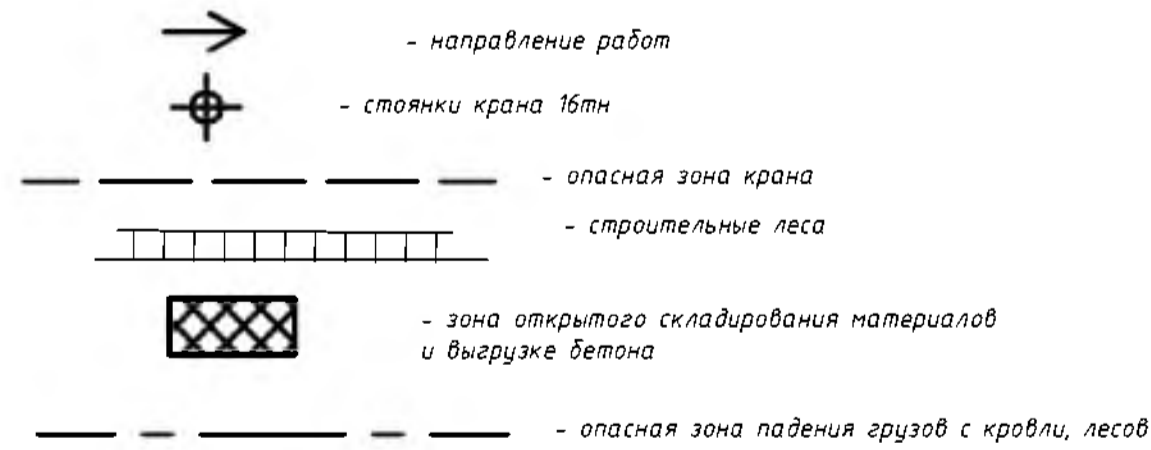 - направление работ
- стоянки крана 16тн
- опасная зона крана
- строительные леса
- зона открытого складирования материалов
и выгрузке бетона
- опасная зона падения грузов с кровли, лесов